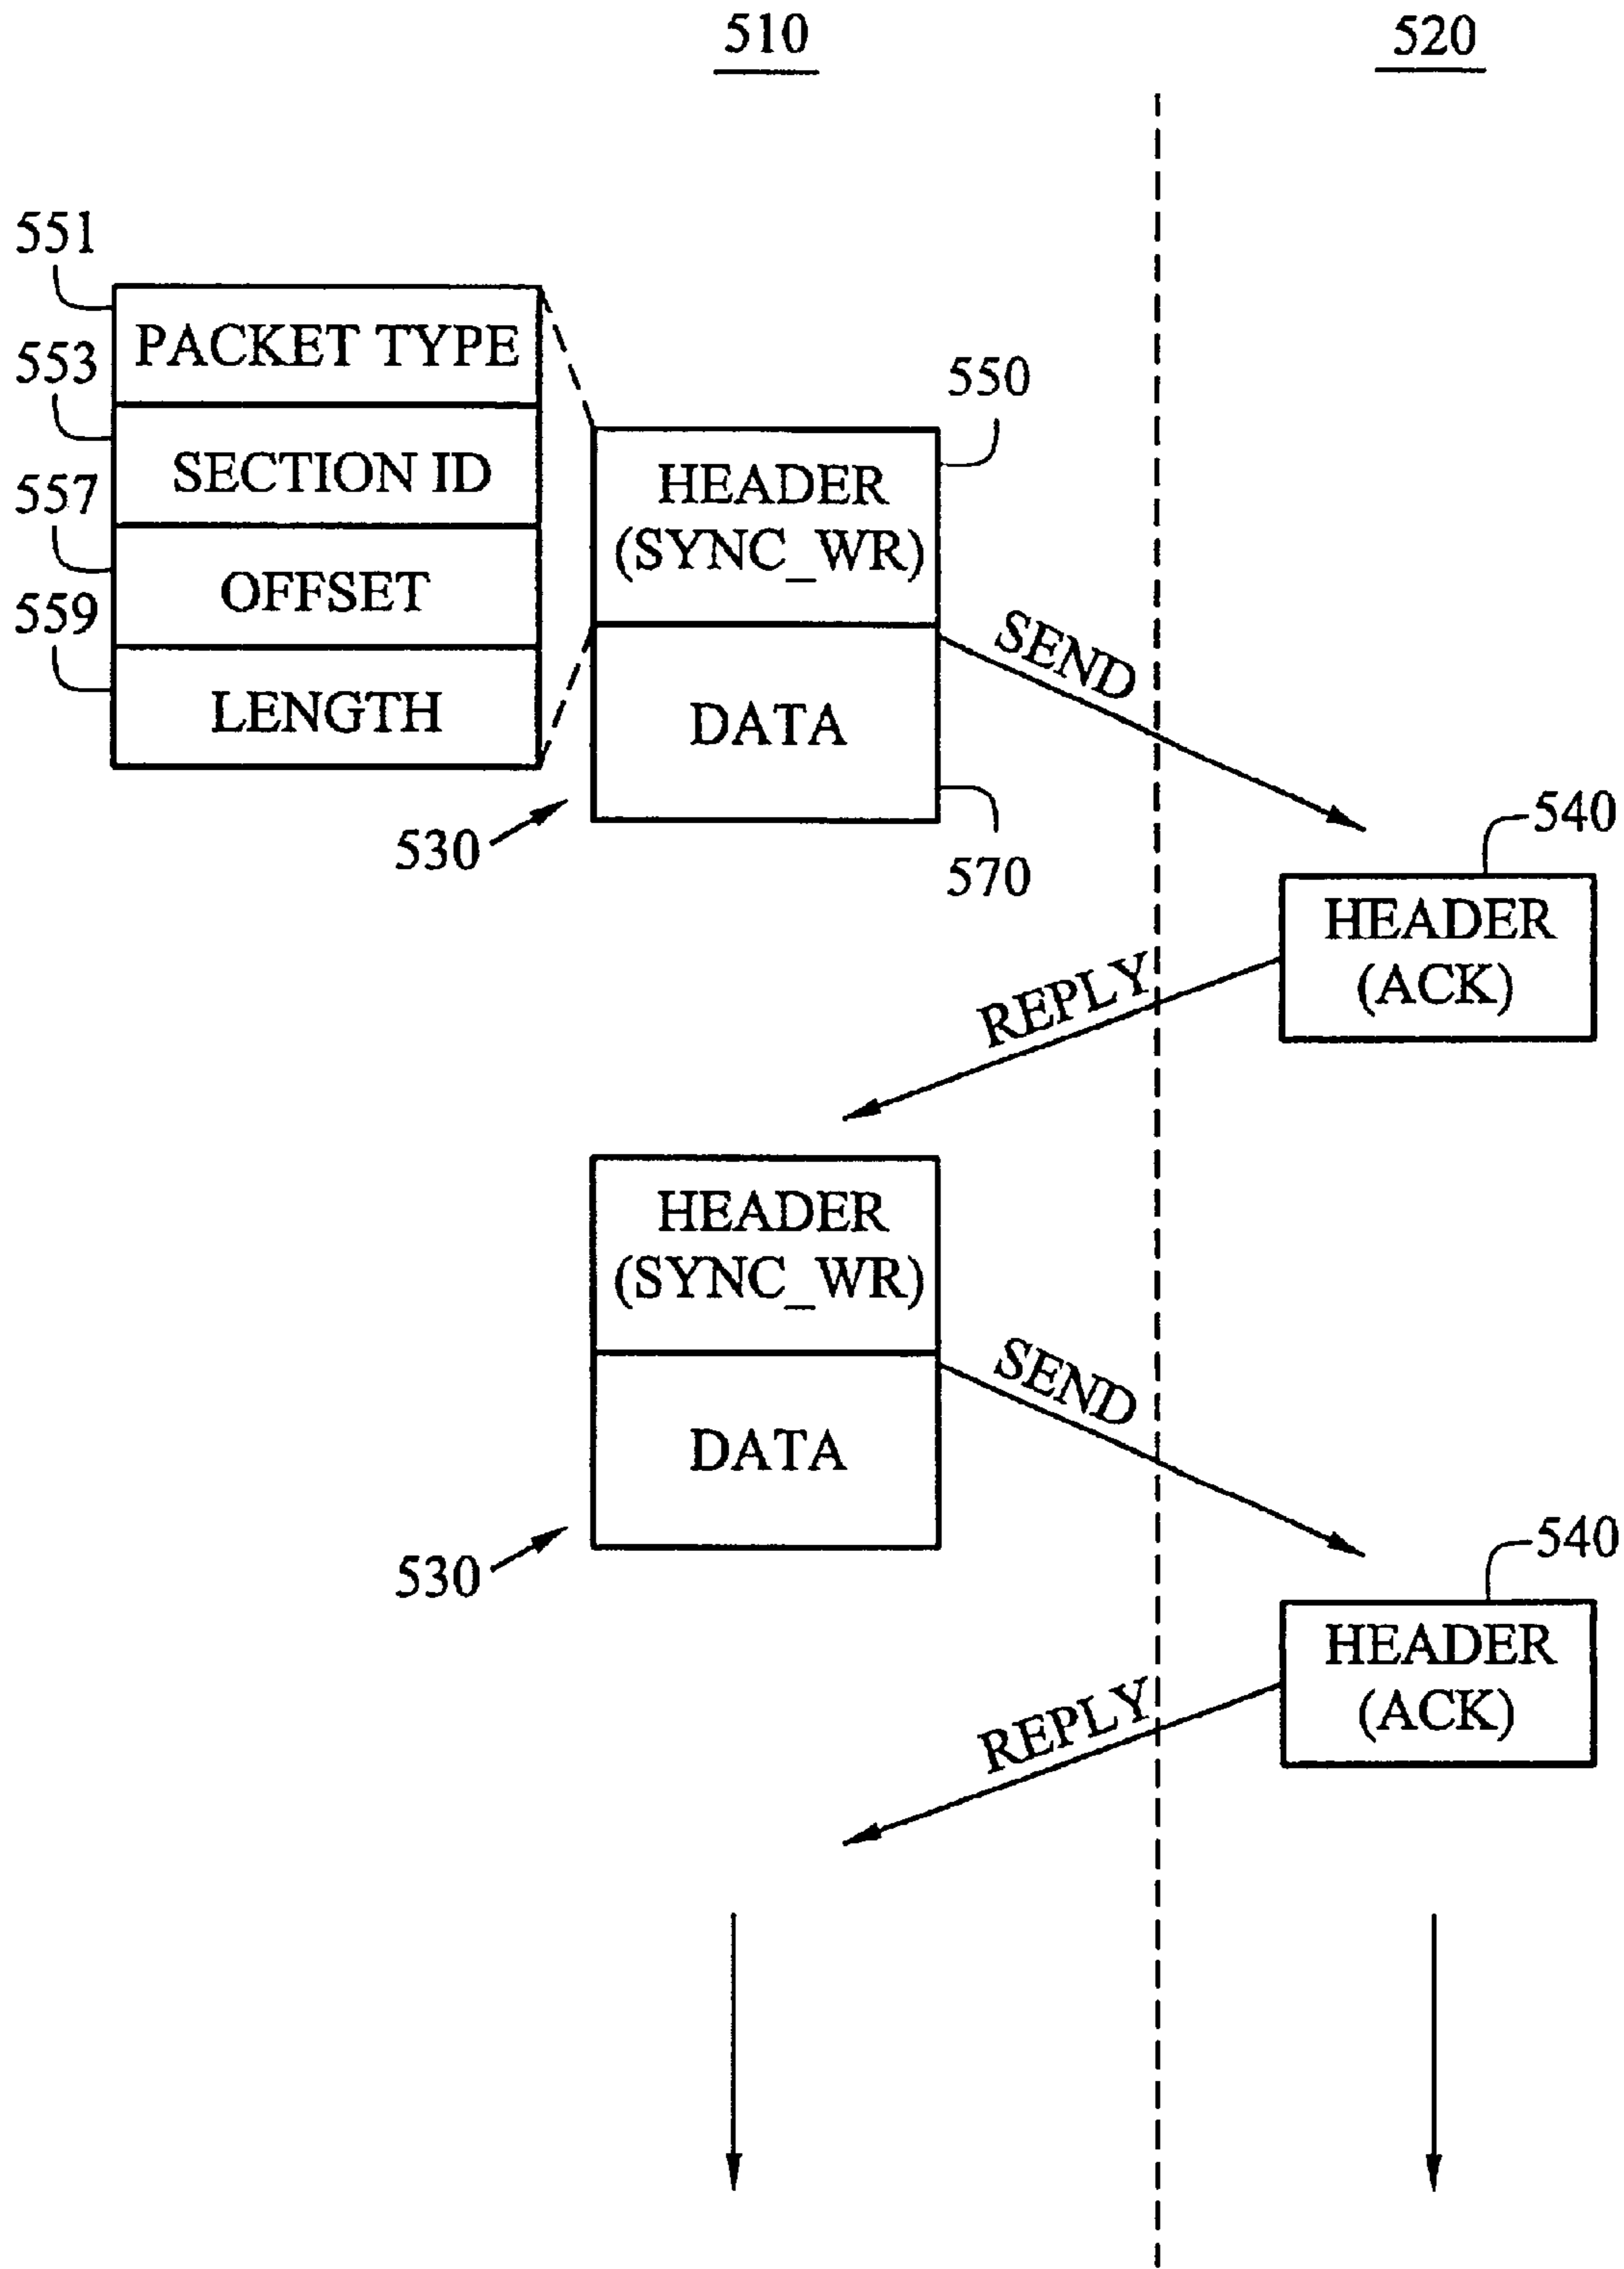 510
520
551
PACKET TYPE
553
SECTION ID
557
OFFSET
559
LENGTH
550
HEADER
(SYNC_WR)
DATA
530
570
SEND
540
HEADER
(ACK)
REPLY
HEADER
(SYNC_WR)
DATA
530
SEND
540
HEADER
(ACK)
REPLY